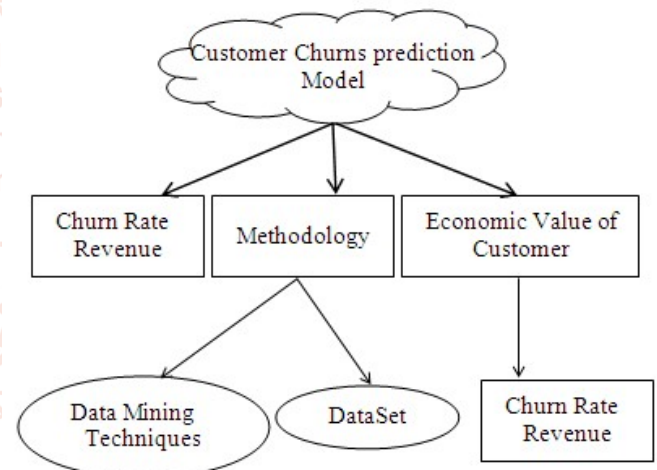 Customer Churns prediction
Model
Churn Rate
Revenue
Methodology
Economic Value of
Customer
Data Mining
Techniques
DataSet
Churn Rate
Revenue